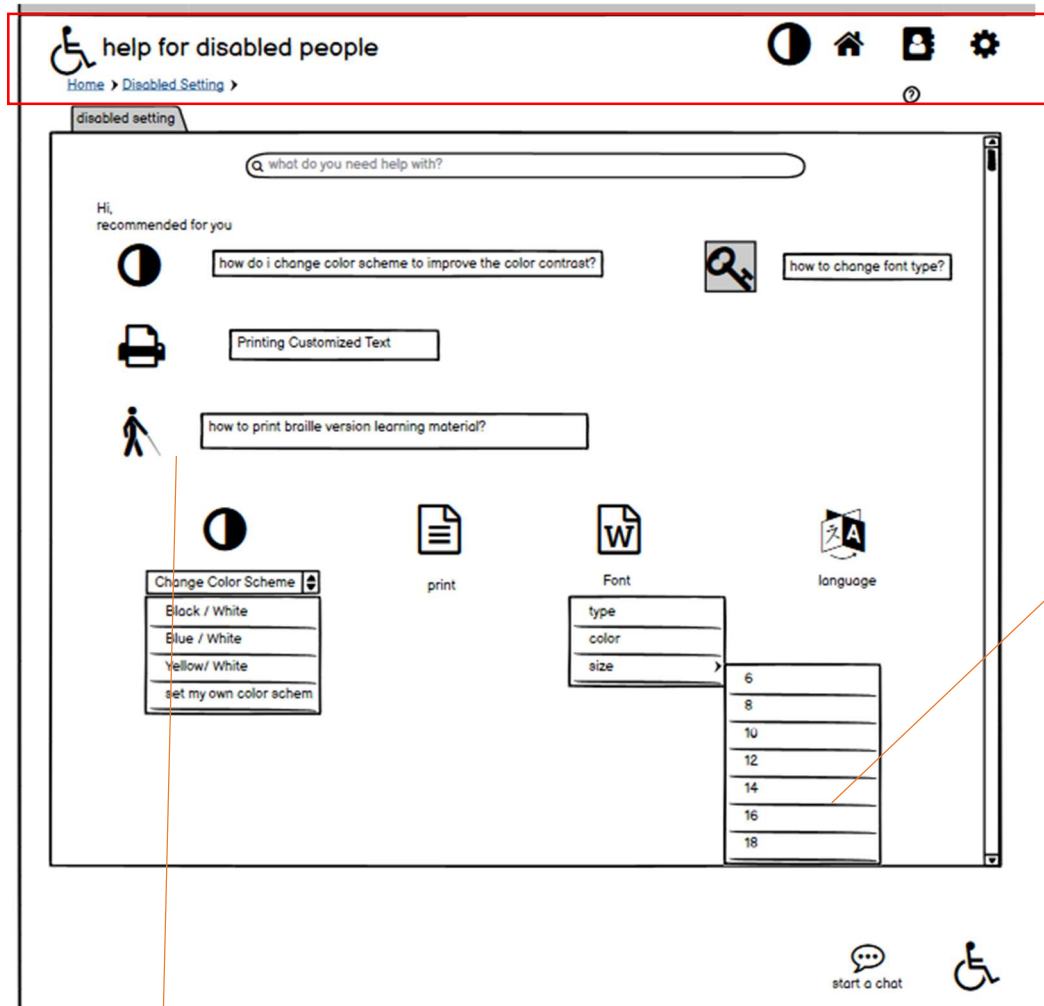 help for disabled people
Home > Disabled Setting >
?
disabled setting
what do you need help with?
Hi,
recommended for you
how do i change color scheme to improve the color contrast?
how to change font type?
Printing Customized Text
how to print braille version learning material?
W
A
Change Color Scheme
print
Font
language
Black / White
Blue / White
Yellow/ White
set my own color schem
type
color
size >
6
8
10
12
14
16
18
start a chat